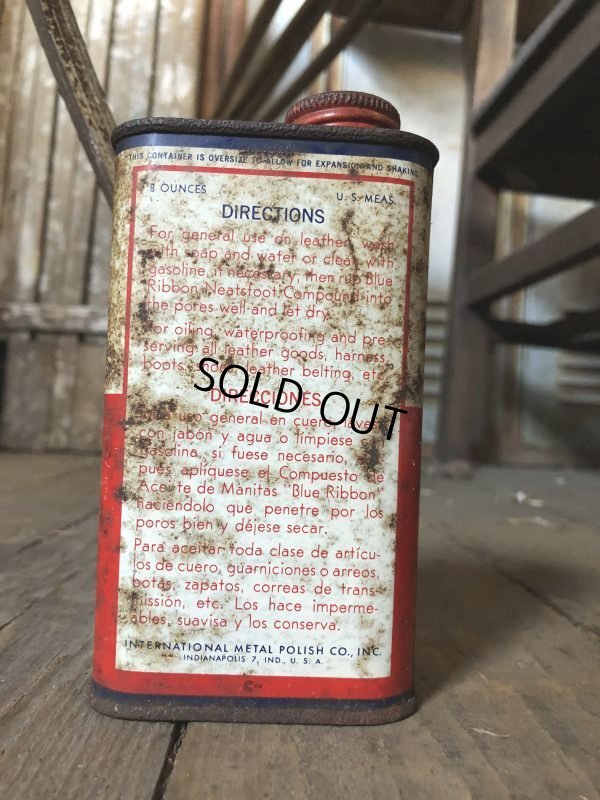 THIS CONTAINER IS OVERSIZE TO ALLOW FOR EXPANSION AND SHAKING
8 OUNCES U. S. MEAS.
DIRECTIONS
For general use on leather, wash
with soap and water or clean with
gasoline, if necessary, then rub Blue
Ribbon Neatsfoot Compound into
the pores well and let dry.
For oiling, waterproofing and pre-
serving all leather goods, harness,
boots, leather belting, etc.
DIRECCIONES
uso general en cuero, lave
con jabón y agua o límpiese
gasolina, si fuese necesario,
pués aplíquese el Compuesto de
Aceite de Manitas "Blue Ribbon"
haciéndolo que penetre por los
poros bien y déjese secar.
Para aceitar toda clase de artícu-
los de cuero, guarniciones o arreos,
botas, zapatos, correas de trans-
misión, etc. Los hace imperme-
ables, suavisa y los conserva.
INTERNATIONAL METAL POLISH CO., INC.
INDIANAPOLIS 7, IND., U. S. A.
SOLD OUT